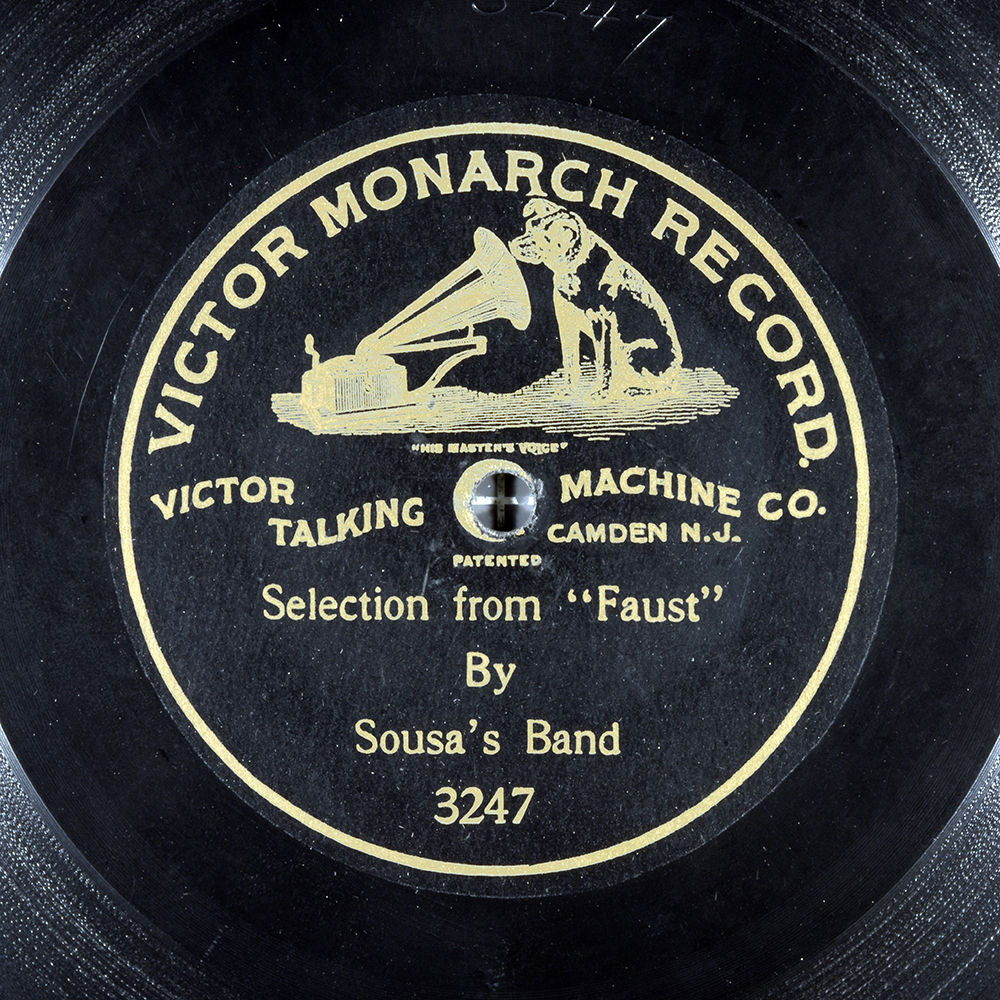 3247
VICTOR MONARCH RECORD.
"HIS MASTER'S VOICE"
VICTOR TALKING MACHINE CO.
CAMDEN N.J.
PATENTED
Selection from “Faust”
By
Sousa’s Band
3247